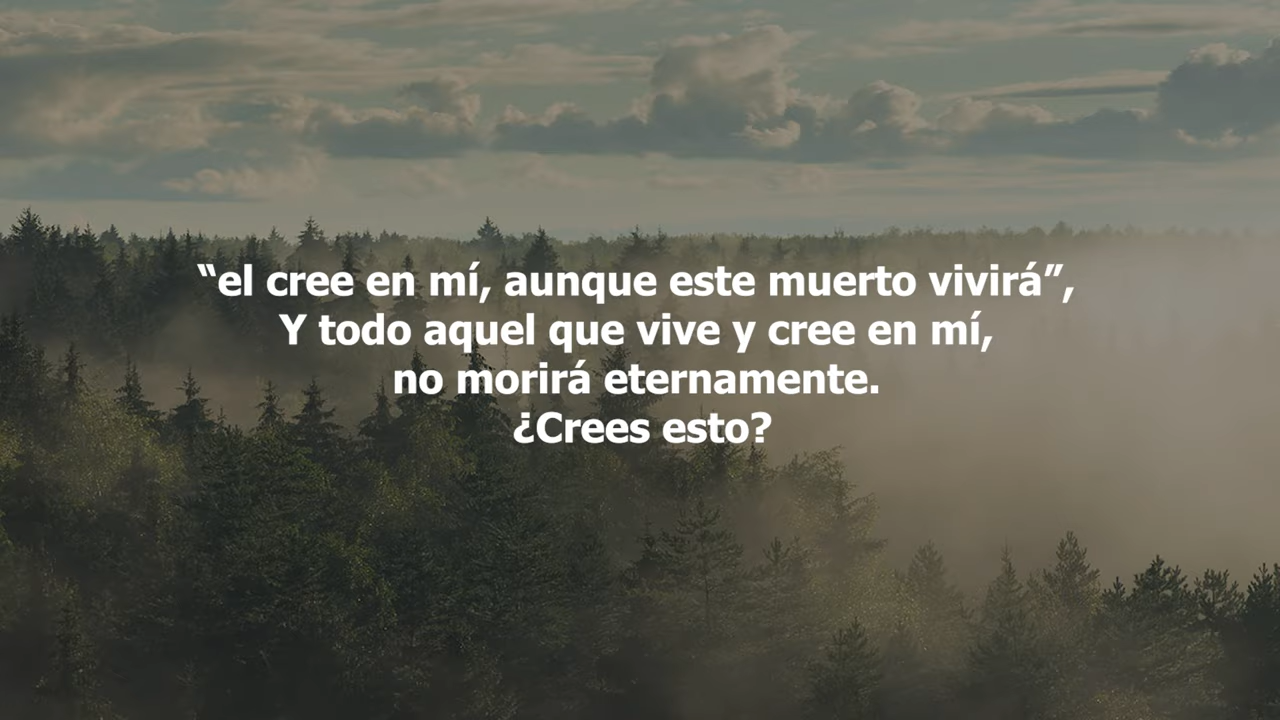 “el cree en mí, aunque este muerto vivirá”,
Y todo aquel que vive y cree en mí,
no morirá eternamente.
¿Crees esto?